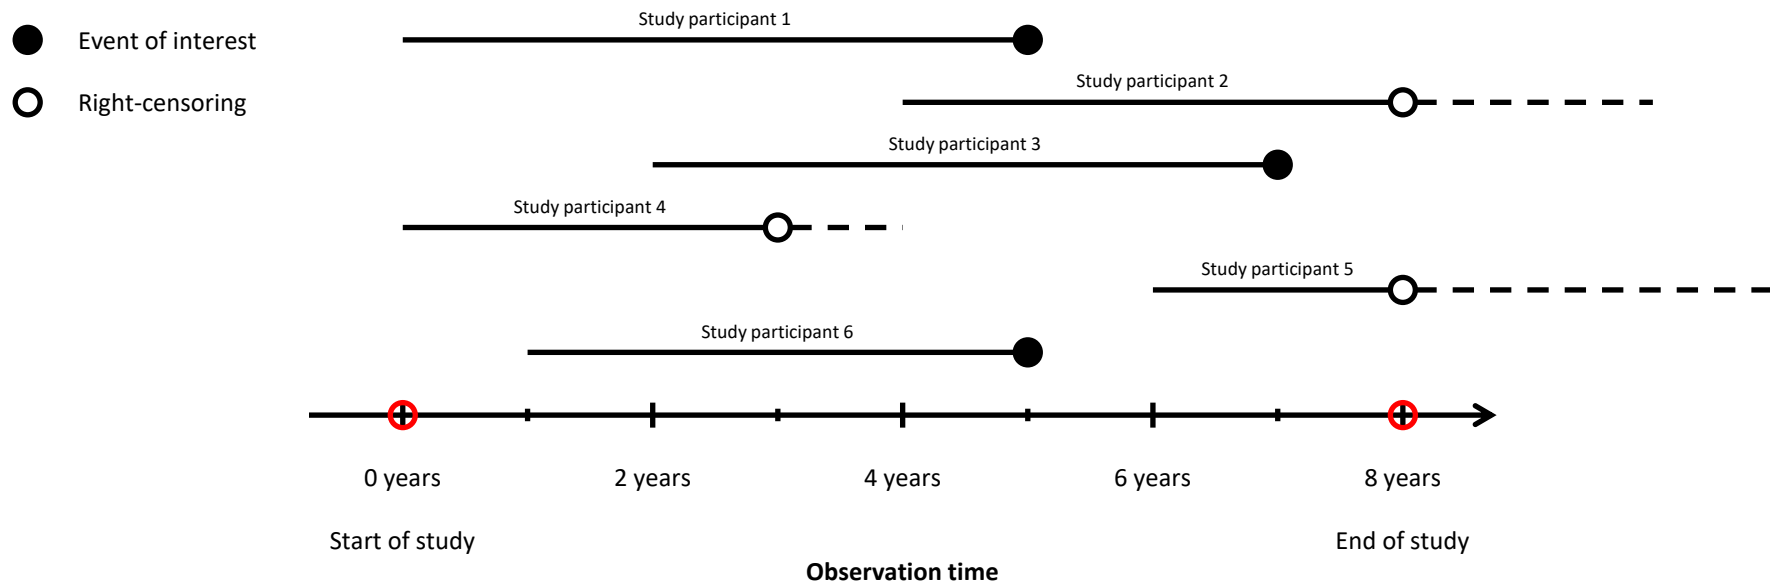 Study participant 1
Event of interest
Study participant 2
Right-censoring
Study participant 3
Study participant 4
Study participant 5
Study participant 6
0 years 2 years 4 years 6 years 8 years
Start of study End of study
Observation time